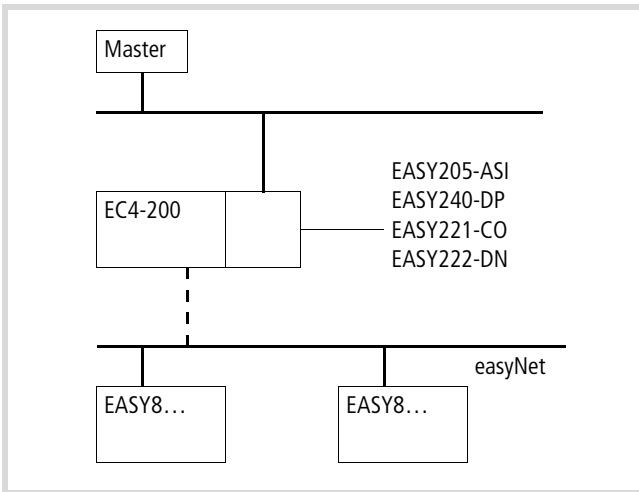 Master
EC4-200
EASY205-ASI
EASY240-DP
EASY221-CO
EASY222-DN
easyNet
EASY8...
EASY8...